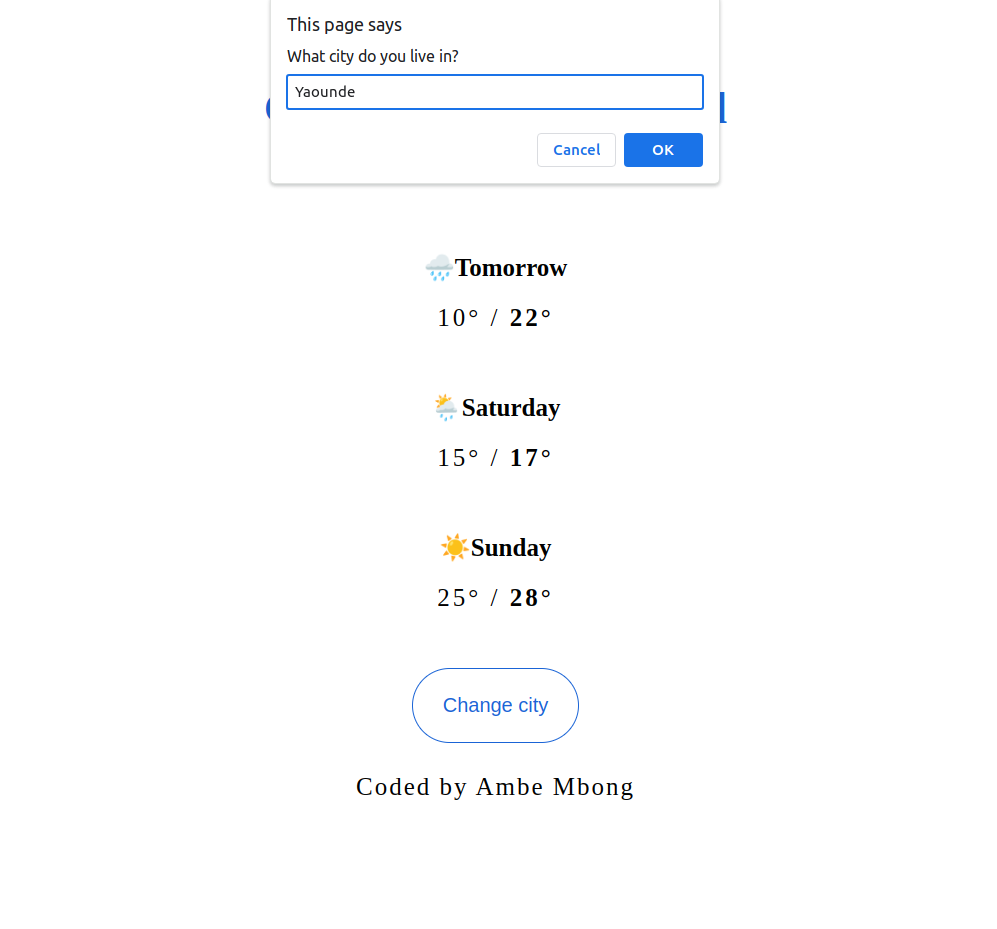 This page says
What city do you live in?
Yaounde
Cancel
OK
🌧️Tomorrow
10° / 22°
🌦️Saturday
15° / 17°
☀️Sunday
25° / 28°
Change city
Coded by Ambe Mbong